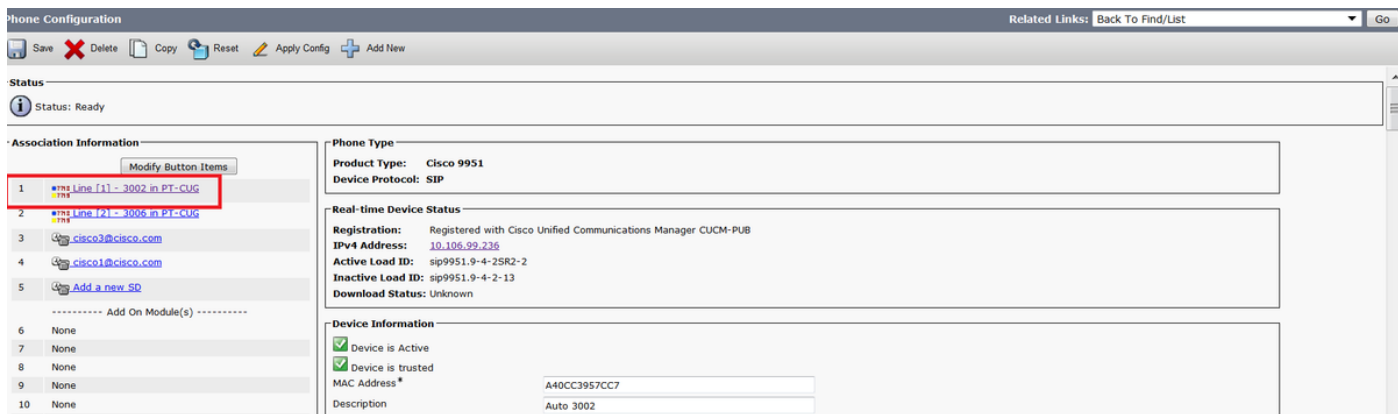 Phone Configuration
Related Links: Back To Find/List Go
Save Delete Copy Reset Apply Config Add New
Status
Status: Ready
Association Information
Modify Button Items
1 Line [1] - 3002 in PT-CUG
2 Line [2] - 3006 in PT-CUG
3 cisco3@cisco.com
4 cisco1@cisco.com
5 Add a new SD
---------- Add On Module(s) ----------
6 None
7 None
8 None
9 None
10 None
Phone Type
Product Type: Cisco 9951
Device Protocol: SIP
Real-time Device Status
Registration: Registered with Cisco Unified Communications Manager CUCM-PUB
IPv4 Address: 10.106.99.236
Active Load ID: sip9951.9-4-2SR2-2
Inactive Load ID: sip9951.9-4-2-13
Download Status: Unknown
Device Information
Device is Active
Device is trusted
MAC Address* A40CC3957CC7
Description Auto 3002